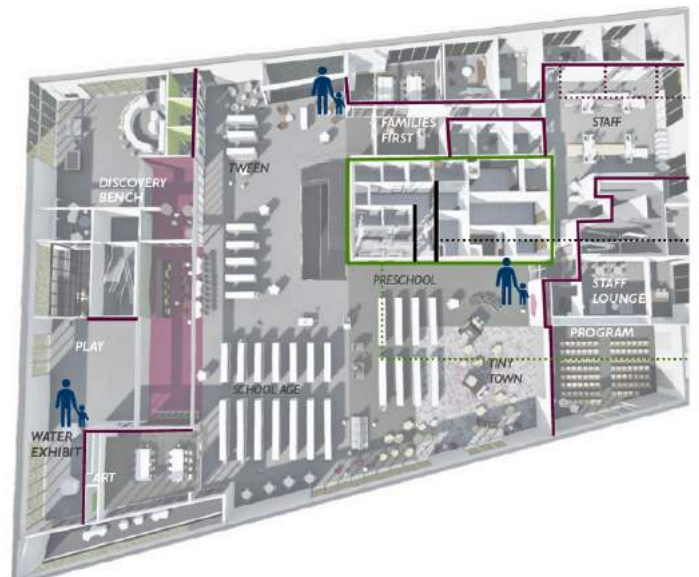 STAFF
FAMILIES
FIRST
TWEEN
DISCOVERY
BENCH
PRESCHOOL
STAFF
LOUNGE
PROGRAM
PLAY
TINY
TOWN
SCHOOL AGE
WATER
EXHIBIT
ART